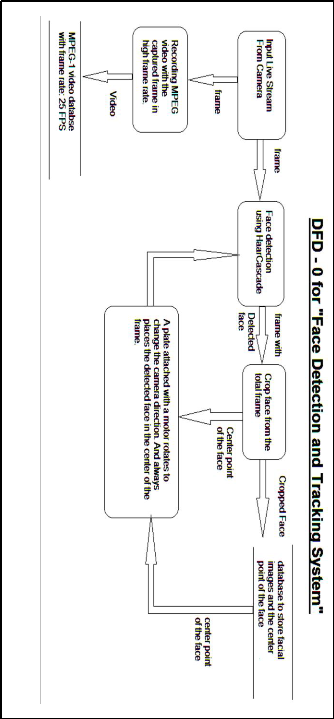 DFD - 0 for "Face Detection and Tracking System"
Input Live Stream
From Camera
frame
Face detection
using HaarCascade
frame with
Detected
face
Crop face from the
total frame
Cropped Face
database to store facial
images and the center
point of the face
frame
Recording MPEG
video with the
captured frame in
high frame rate.
Video
MPEG-1 video databse
with frame rate: 25 FPS
Center point
of the face
A plate attached with a motor rotates to
change the camera direction. And always
places the detected face in the center of the
frame.
center point
of the face